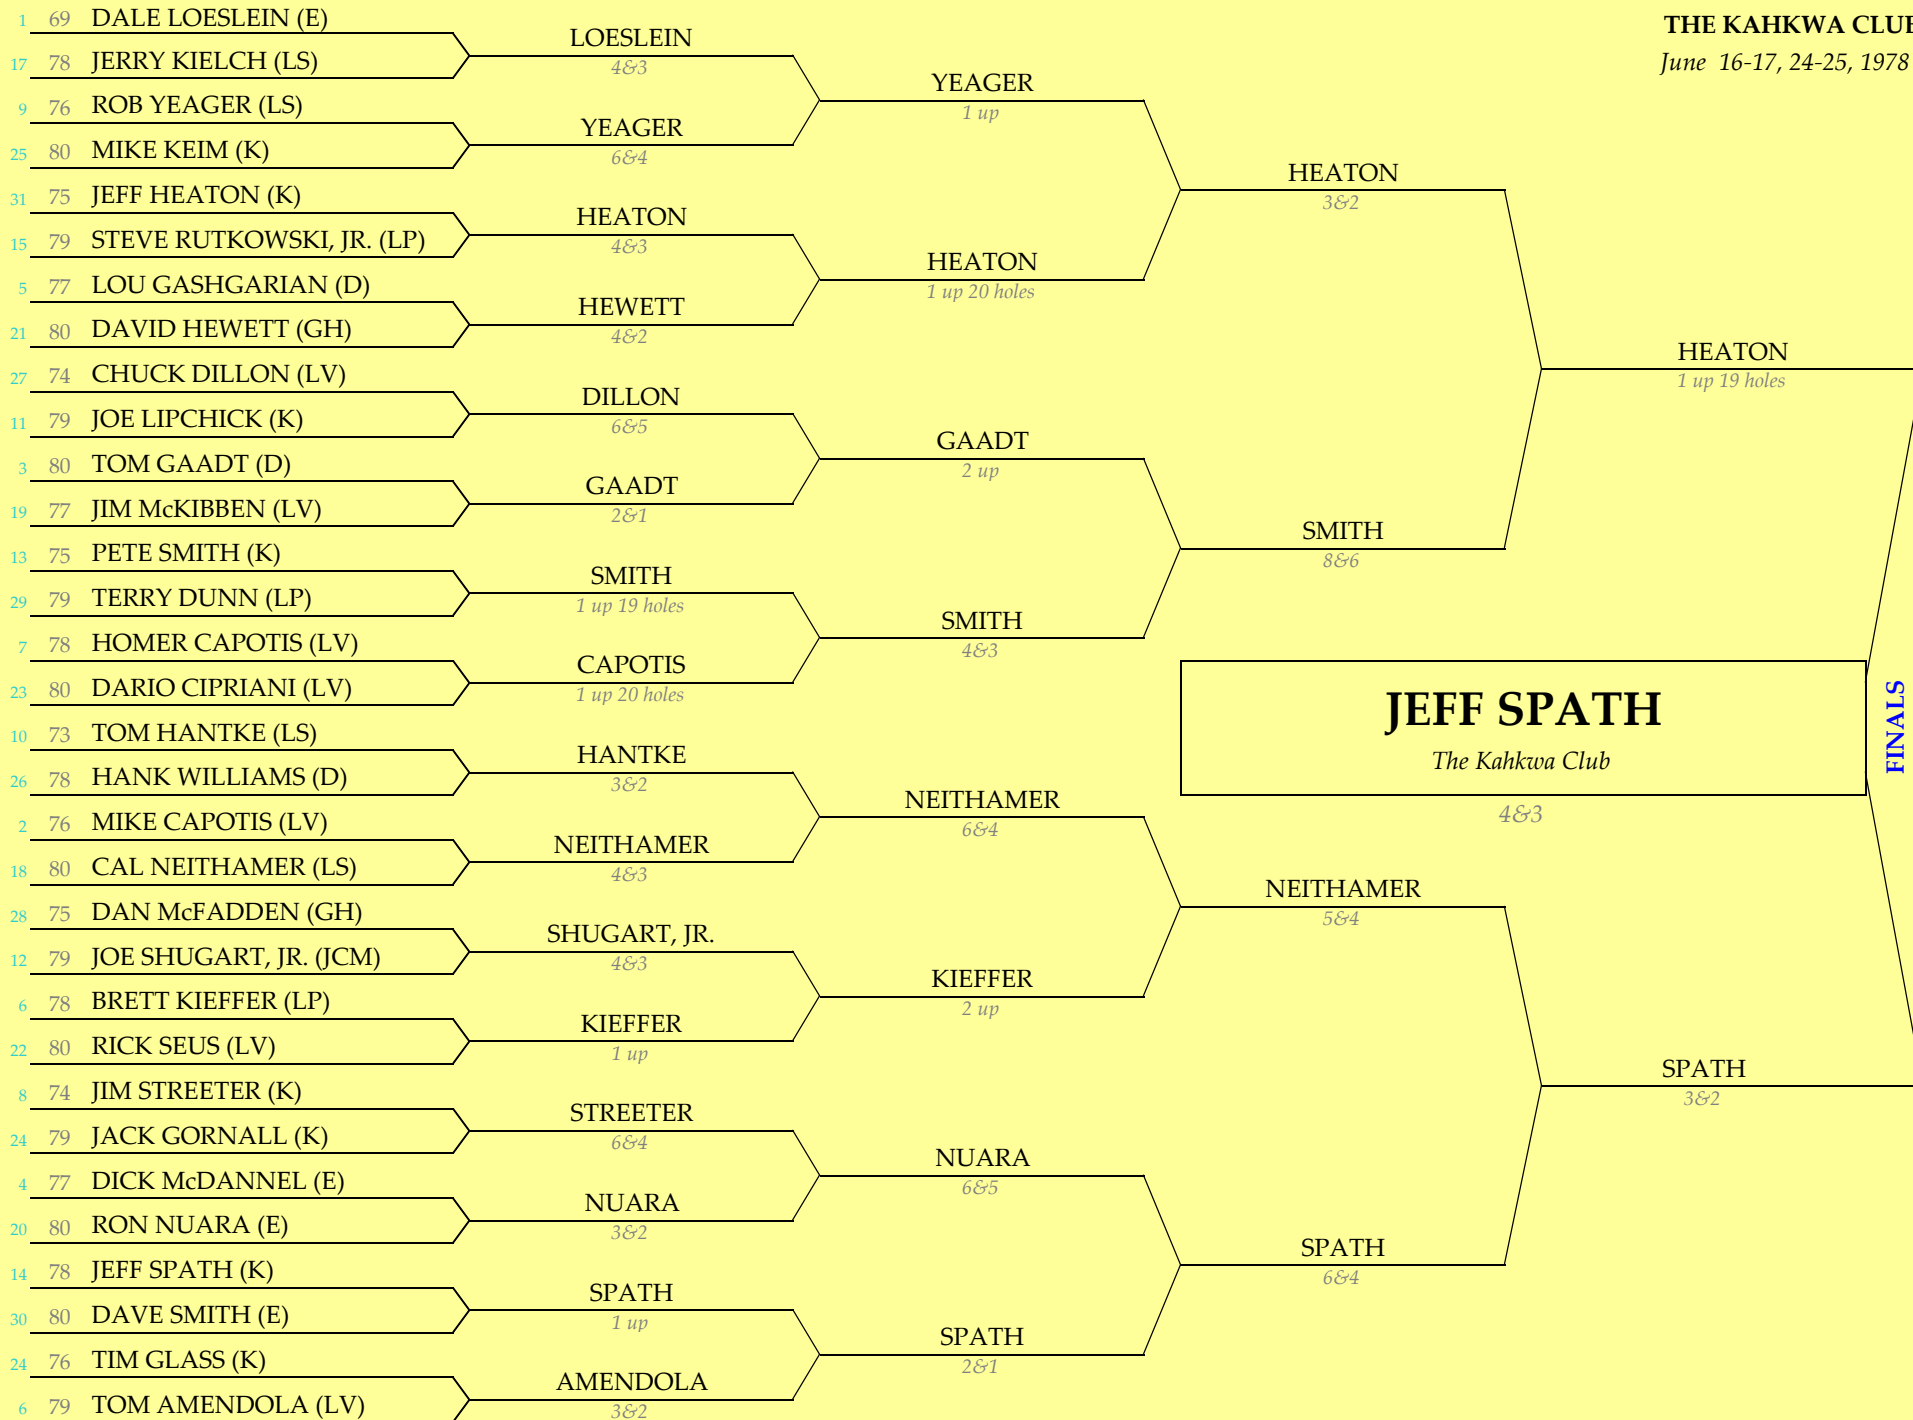 THE KAHKWA CLUB
June 16-17, 24-25, 1978
1 69 DALE LOESLEIN (E)
17 78 JERRY KIELCH (LS)
9 76 ROB YEAGER (LS)
25 80 MIKE KEIM (K)
31 75 JEFF HEATON (K)
15 79 STEVE RUTKOWSKI, JR. (LP)
5 77 LOU GASHGARIAN (D)
21 80 DAVID HEWETT (GH)
27 74 CHUCK DILLON (LV)
11 79 JOE LIPCHICK (K)
3 80 TOM GAADT (D)
19 77 JIM McKIBBEN (LV)
13 75 PETE SMITH (K)
29 79 TERRY DUNN (LP)
7 78 HOMER CAPOTIS (LV)
23 80 DARIO CIPRIANI (LV)
10 73 TOM HANTKE (LS)
26 78 HANK WILLIAMS (D)
2 76 MIKE CAPOTIS (LV)
18 80 CAL NEITHAMER (LS)
28 75 DAN McFADDEN (GH)
12 79 JOE SHUGART, JR. (JCM)
6 78 BRETT KIEFFER (LP)
22 80 RICK SEUS (LV)
8 74 JIM STREETER (K)
24 79 JACK GORNALL (K)
4 77 DICK McDANNEL (E)
20 80 RON NUARA (E)
14 78 JEFF SPATH (K)
30 80 DAVE SMITH (E)
24 76 TIM GLASS (K)
6 79 TOM AMENDOLA (LV)
LOESLEIN
4&3
YEAGER
6&4
HEATON
4&3
HEWETT
4&2
DILLON
6&5
GAADT
2&1
SMITH
1 up 19 holes
CAPOTIS
1 up 20 holes
HANTKE
3&2
NEITHAMER
4&3
SHUGART, JR.
4&3
KIEFFER
1 up
STREETER
6&4
NUARA
3&2
SPATH
1 up
AMENDOLA
3&2
YEAGER
1 up
HEATON
1 up 20 holes
GAADT
2 up
SMITH
4&3
NEITHAMER
6&4
KIEFFER
2 up
NUARA
6&5
SPATH
2&1
HEATON
3&2
SMITH
8&6
NEITHAMER
5&4
SPATH
6&4
HEATON
1 up 19 holes
SPATH
3&2
JEFF SPATH
The Kahkwa Club
4&3
FINALS